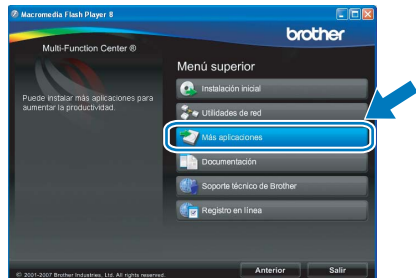 Macromedia Flash Player 8
brother
Multi-Function Center ®
Menú superior
Puede instalar más aplicaciones para
aumentar la productividad.
Instalación inicial
Utilidades de red
Más aplicaciones
Documentación
Soporte técnico de Brother
Registro en línea
© 2001-2007 Brother Industries, Ltd. All rights reserved.
Anterior
Salir